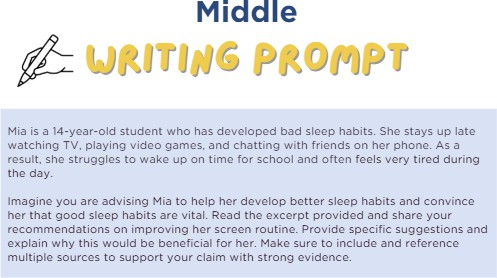 Middle
WRITING PROMPT
Mia is a 14-year-old student who has developed bad sleep habits. She stays up late
watching TV, playing video games, and chatting with friends on her phone. As a
result, she struggles to wake up on time for school and often feels very tired during
the day.
Imagine you are advising Mia to help her develop better sleep habits and convince
her that good sleep habits are vital. Read the excerpt provided and share your
recommendations on improving her screen routine. Provide specific suggestions and
explain why this would be beneficial for her. Make sure to include and reference
multiple sources to support your claim with strong evidence.